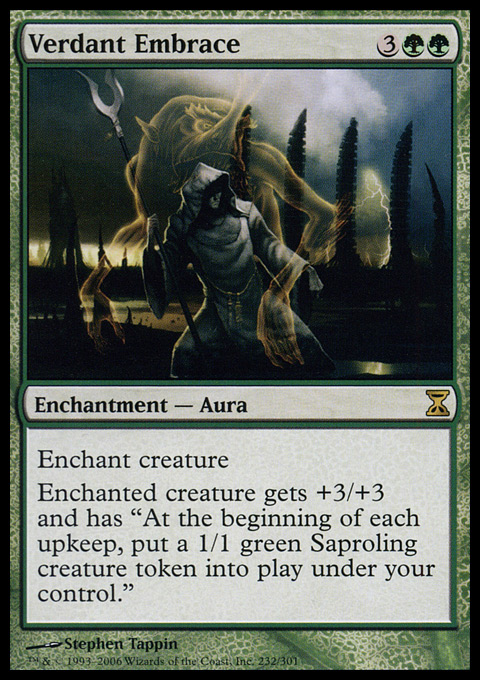 Verdant Embrace 3
Enchantment — Aura
Enchant creature
Enchanted creature gets +3/+3
and has “At the beginning of each
upkeep, put a 1/1 green Saproling
creature token into play under your
control.”
Stephen Tappin
™ & © 1993–2006 Wizards of the Coast, Inc. 232/301